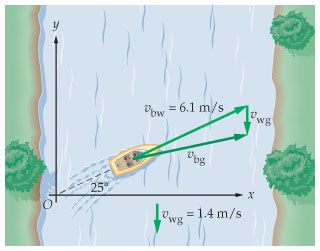 y
v_bw = 6.1 m/s
v_wg
v_bg
25°
O
x
v_wg = 1.4 m/s